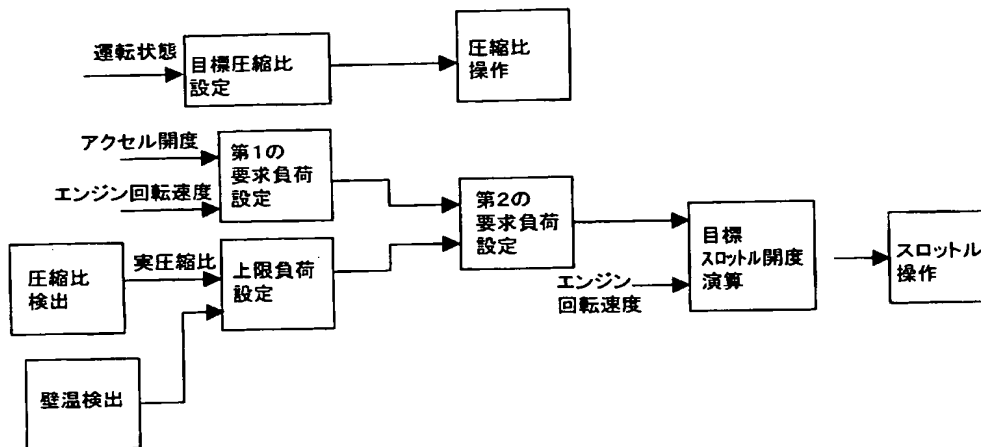 運転状態
目標圧縮比
設定
圧縮比
操作
アクセル開度
エンジン回転速度
第1の
要求負荷
設定
第2の
要求負荷
設定
圧縮比
検出
実圧縮比
上限負荷
設定
エンジン
回転速度
目標
スロットル開度
演算
スロットル
操作
壁温検出